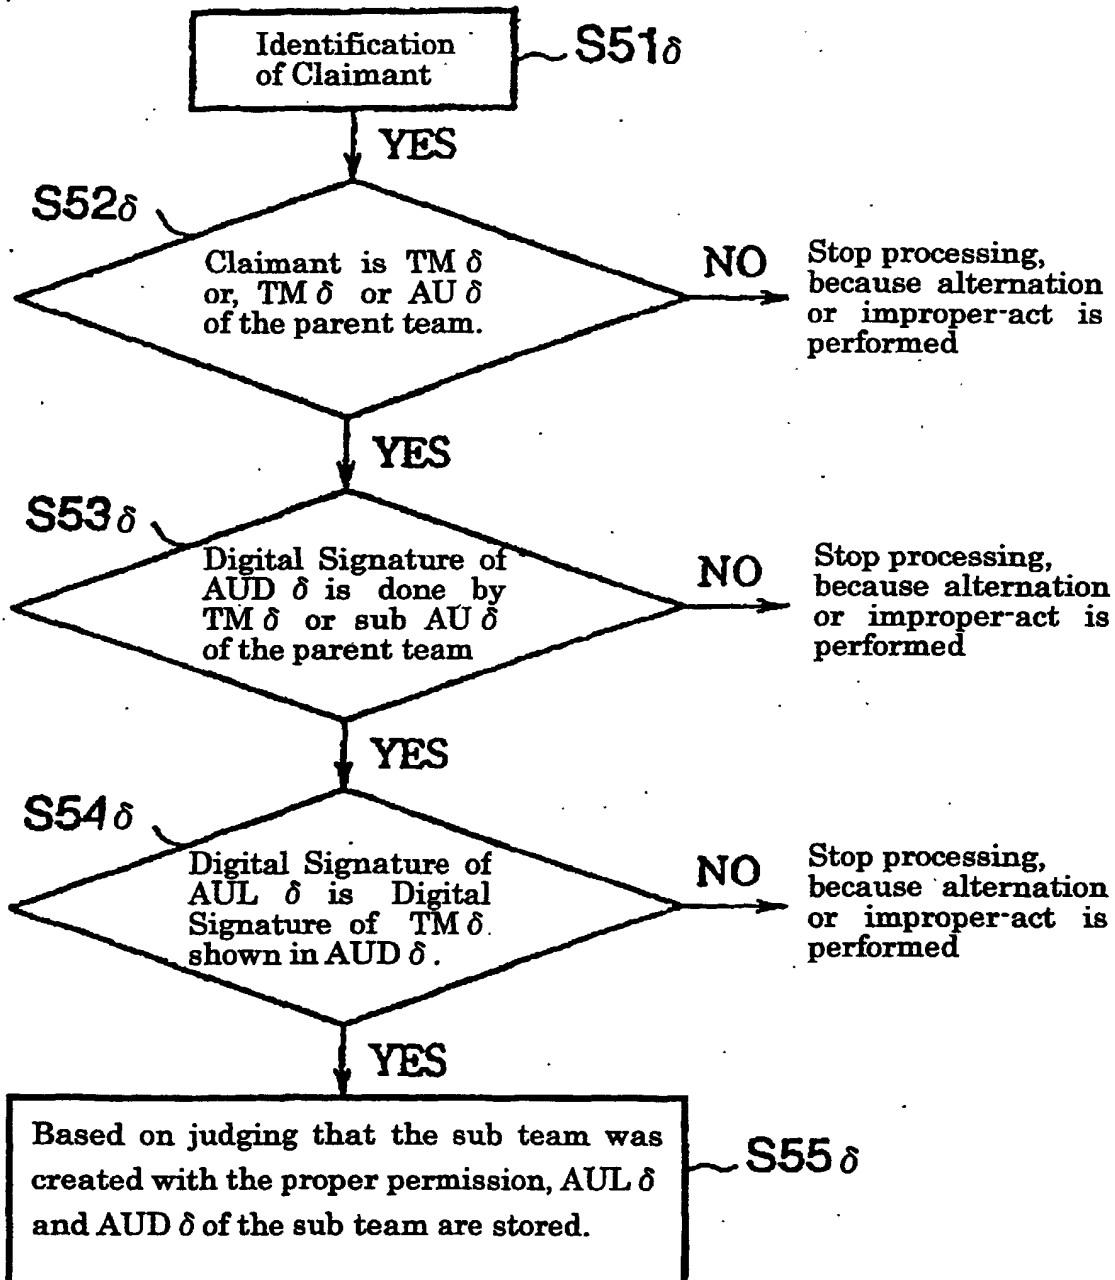 Identification
of Claimant
S51δ
YES
S52δ
Claimant is TM δ
or, TM δ or AU δ
of the parent team.
NO
Stop processing,
because alternation
or improper-act is
performed
YES
S53δ
Digital Signature of
AUD δ is done by
TM δ or sub AU δ
of the parent team
NO
Stop processing,
because alternation
or improper-act is
performed
YES
S54δ
Digital Signature of
AUL δ is Digital
Signature of TM δ
shown in AUD δ.
NO
Stop processing,
because alternation
or improper-act is
performed
YES
Based on judging that the sub team was
created with the proper permission, AUL δ
and AUD δ of the sub team are stored.
S55δ